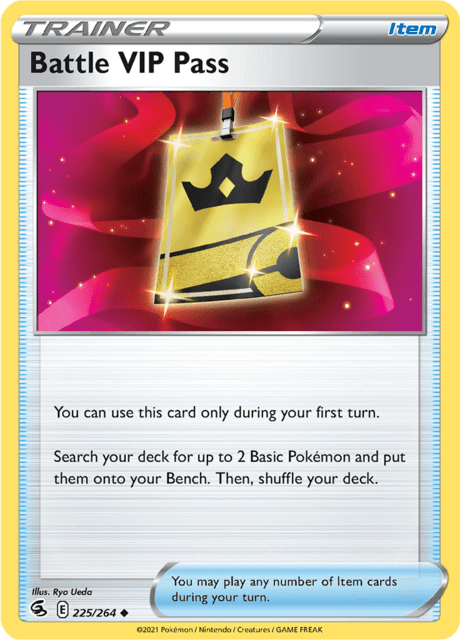 TRAINER
Item
Battle VIP Pass
You can use this card only during your first turn.
Search your deck for up to 2 Basic Pokémon and put
them onto your Bench. Then, shuffle your deck.
Illus. Ryo Ueda
You may play any number of Item cards
during your turn.
E 225/264
©2021 Pokémon / Nintendo / Creatures / GAME FREAK